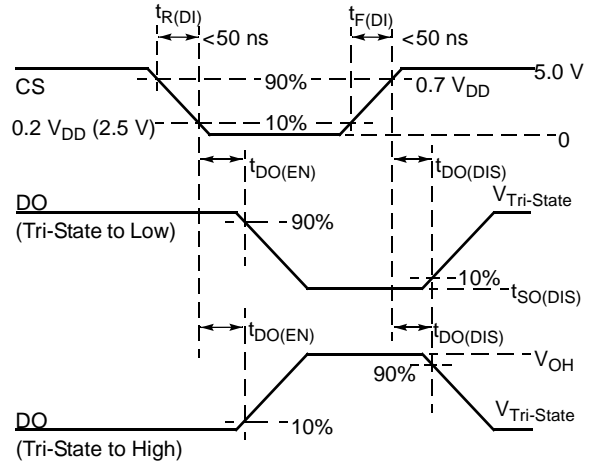 tR(DI) <50 ns tF(DI) <50 ns
CS 90% 0.7 VDD 5.0 V
0.2 VDD (2.5 V) 10% 0
tDO(EN) tDO(DIS)
DO VTri-State
(Tri-State to Low) 90%
10%
tSO(DIS)
tDO(EN) tDO(DIS)
VOH
90%
DO 10% VTri-State
(Tri-State to High)